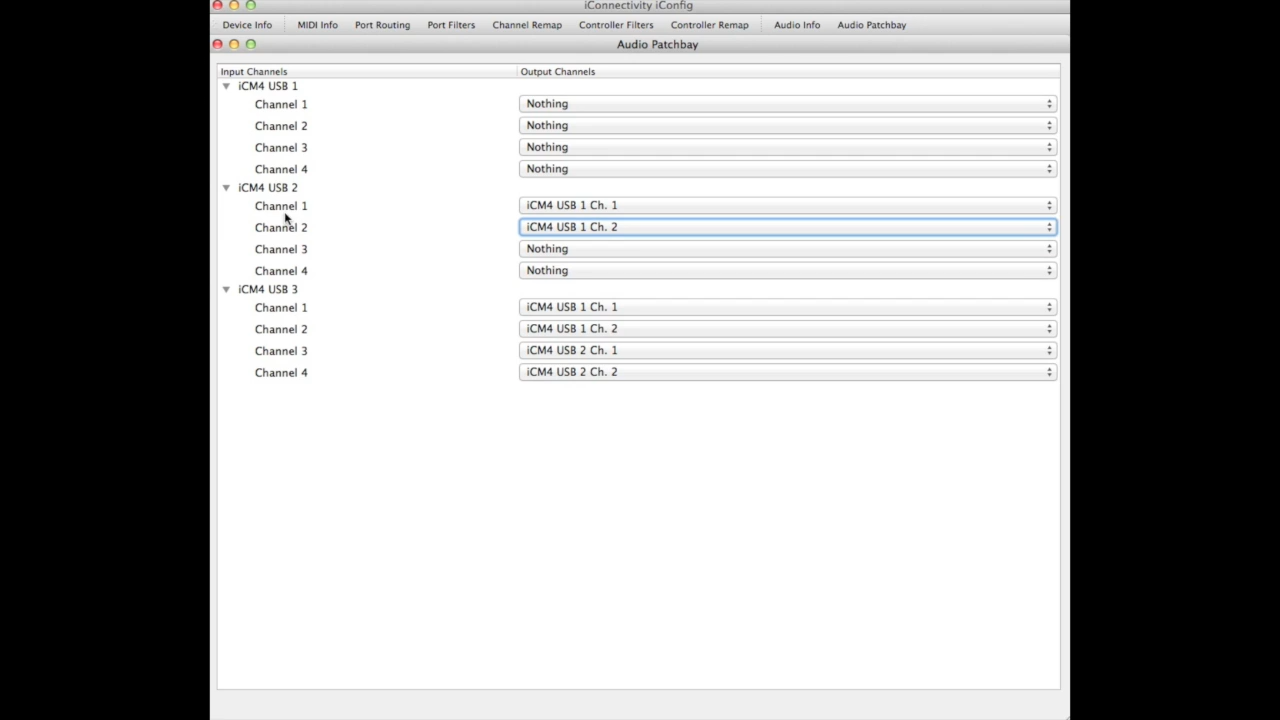 iConnectivity iConfig
Device Info MIDI Info Port Routing Port Filters Channel Remap Controller Filters Controller Remap Audio Info Audio Patchbay
Audio Patchbay
Input Channels Output Channels
iCM4 USB 1
Channel 1 Nothing
Channel 2 Nothing
Channel 3 Nothing
Channel 4 Nothing
iCM4 USB 2
Channel 1 iCM4 USB 1 Ch. 1
Channel 2 iCM4 USB 1 Ch. 2
Channel 3 Nothing
Channel 4 Nothing
iCM4 USB 3
Channel 1 iCM4 USB 1 Ch. 1
Channel 2 iCM4 USB 1 Ch. 2
Channel 3 iCM4 USB 2 Ch. 1
Channel 4 iCM4 USB 2 Ch. 2